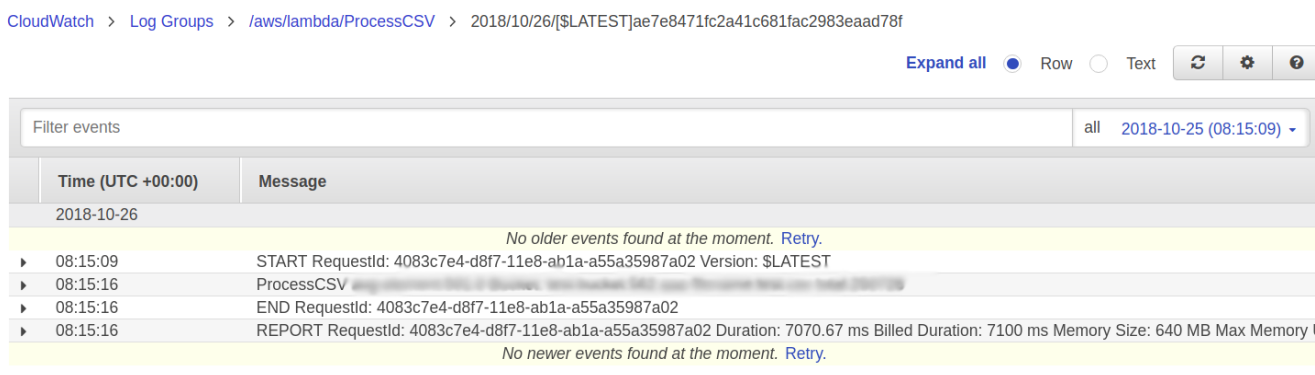 CloudWatch > Log Groups > /aws/lambda/ProcessCSV > 2018/10/26/[$LATEST]ae7e8471fc2a41c681fac2983eaad78f
Expand all Row Text
Filter events all 2018-10-25 (08:15:09)
Time (UTC +00:00) Message
2018-10-26
No older events found at the moment. Retry.
08:15:09 START RequestId: 4083c7e4-d8f7-11e8-ab1a-a55a35987a02 Version: $LATEST
08:15:16 ProcessCSV
08:15:16 END RequestId: 4083c7e4-d8f7-11e8-ab1a-a55a35987a02
08:15:16 REPORT RequestId: 4083c7e4-d8f7-11e8-ab1a-a55a35987a02 Duration: 7070.67 ms Billed Duration: 7100 ms Memory Size: 640 MB Max Memory
No newer events found at the moment. Retry.